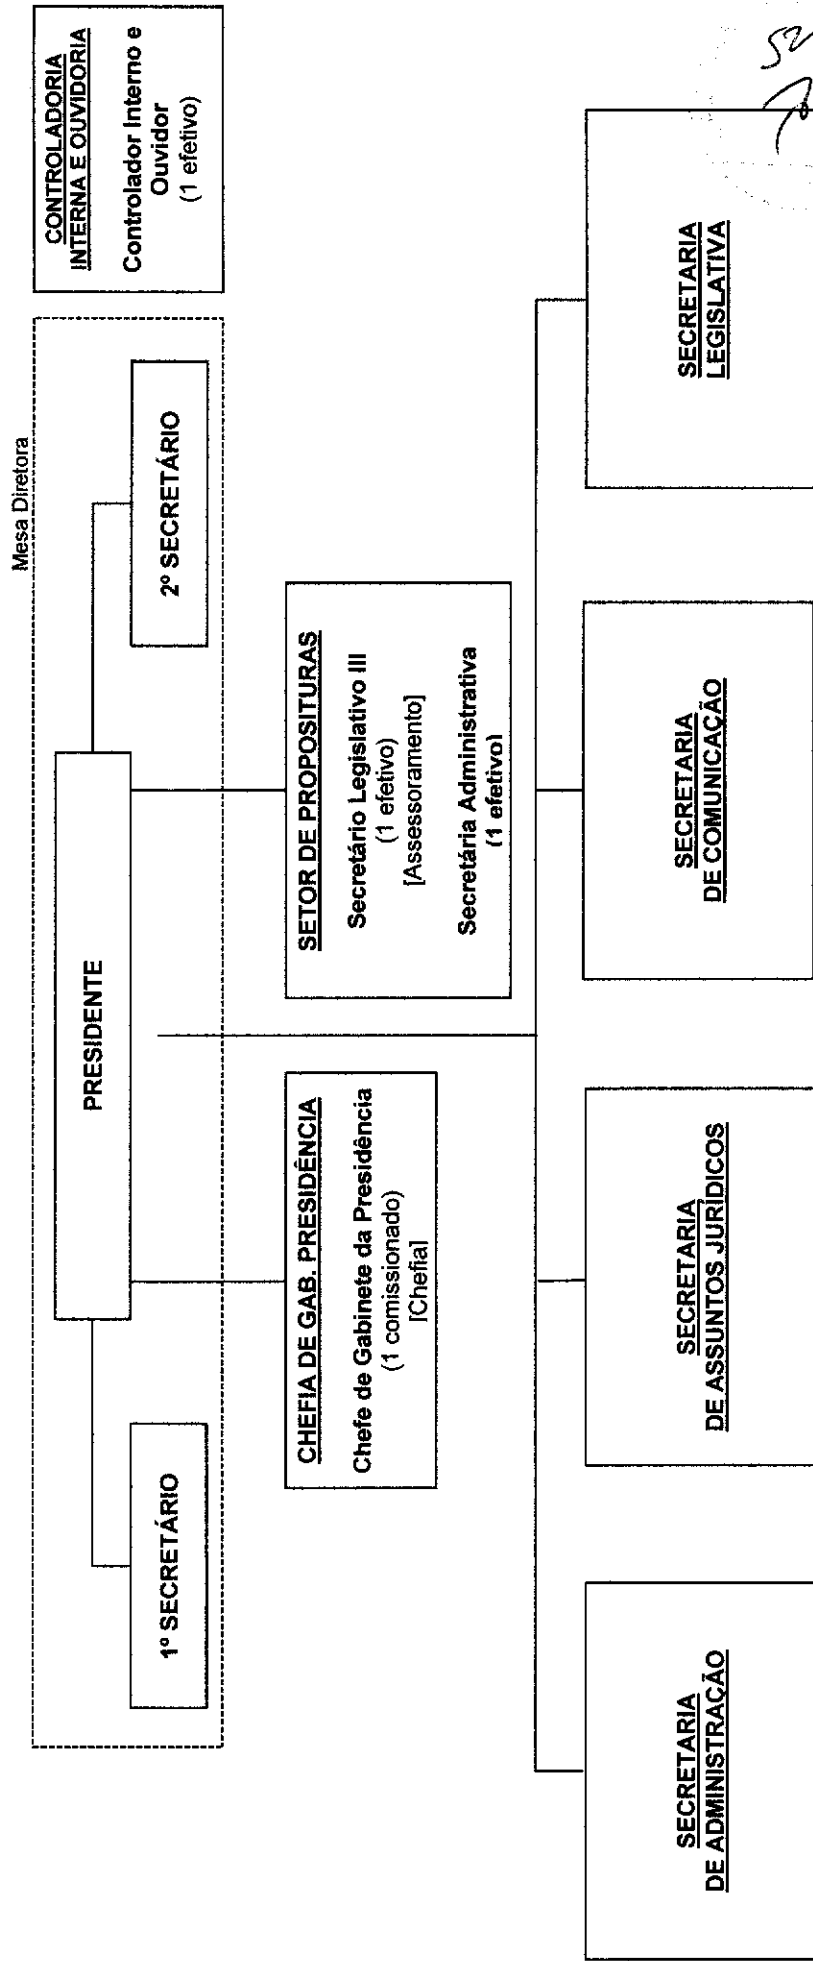 Mesa Diretora
PRESIDENTE
1º SECRETÁRIO
2º SECRETÁRIO
CONTROLADORIA
INTERNA E OUVIDORIA
Controlador Interno e
Ouvidor
(1 efetivo)
CHEFIA DE GAB. PRESIDÊNCIA
Chefe de Gabinete da Presidência
(1 comissionado)
[Chefia]
SETOR DE PROPOSITURAS
Secretário Legislativo III
(1 efetivo)
[Assessoramento]
Secretária Administrativa
(1 efetivo)
SECRETARIA
DE ADMINISTRAÇÃO
SECRETARIA
DE ASSUNTOS JURÍDICOS
SECRETARIA
DE COMUNICAÇÃO
SECRETARIA
LEGISLATIVA
52